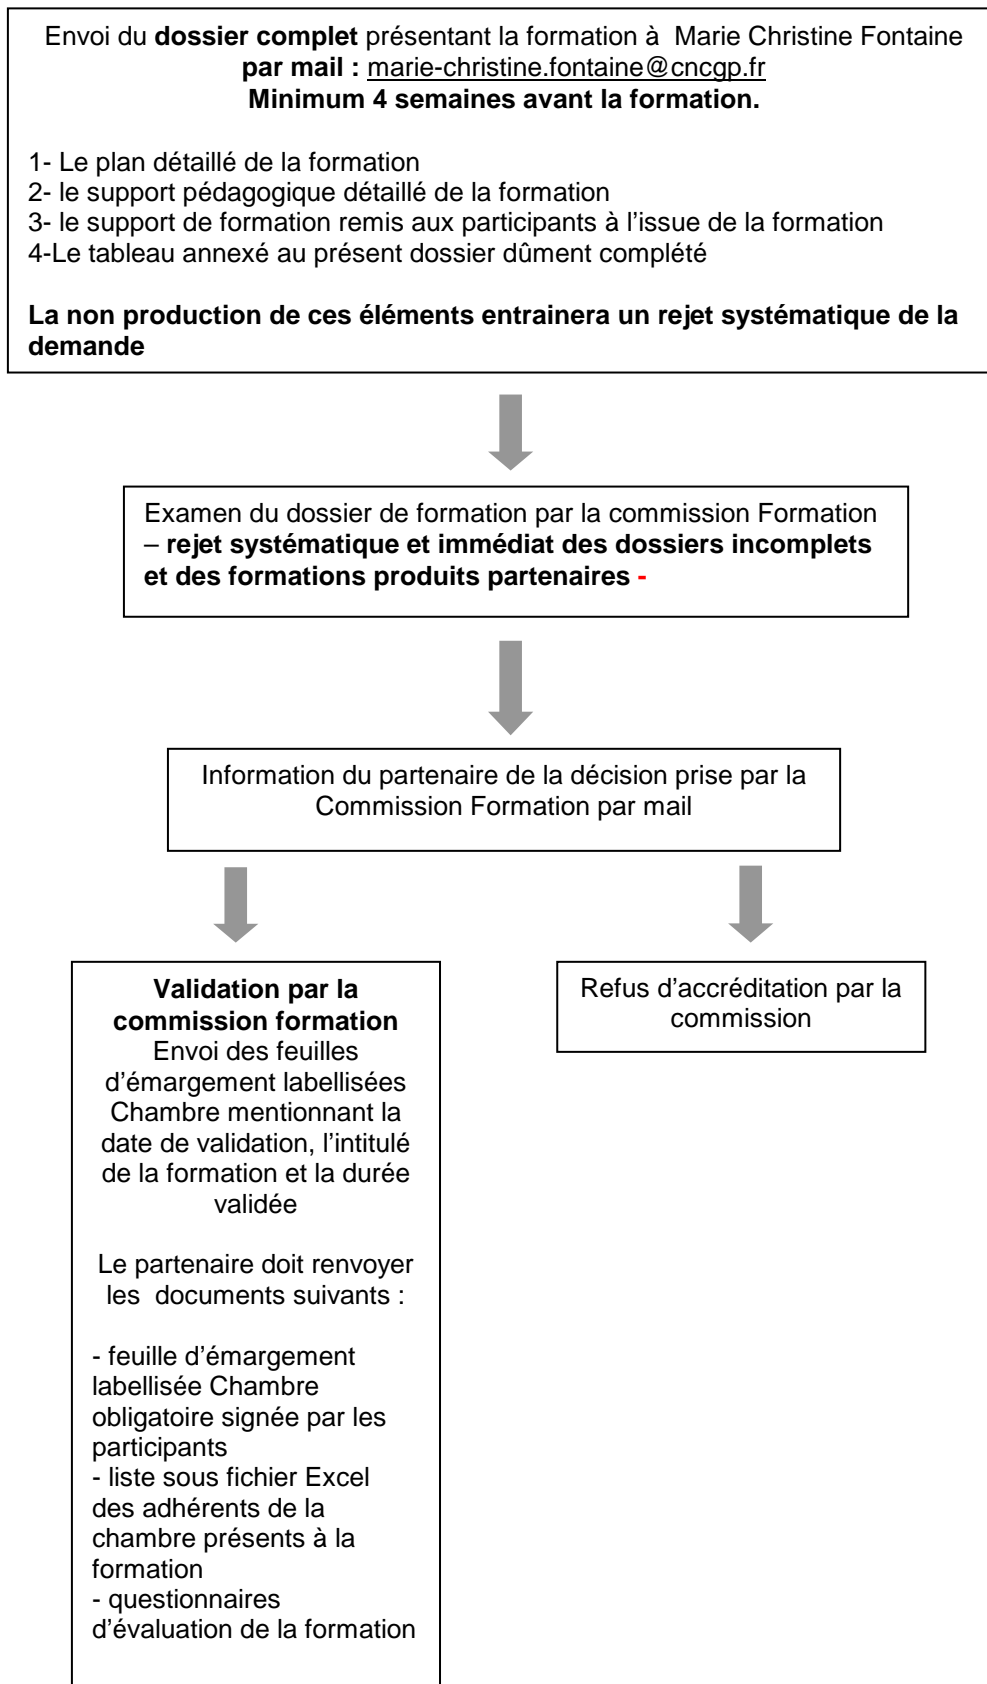 Envoi du dossier complet présentant la formation à  Marie Christine Fontaine
par mail : marie-christine.fontaine@cncgp.fr
Minimum 4 semaines avant la formation.
1- Le plan détaillé de la formation
2- le support pédagogique détaillé de la formation
3- le support de formation remis aux participants à l’issue de la formation
4-Le tableau annexé au présent dossier dûment complété
La non production de ces éléments entrainera un rejet systématique de la
demande
Examen du dossier de formation par la commission Formation
– rejet systématique et immédiat des dossiers incomplets
et des formations produits partenaires -
Information du partenaire de la décision prise par la
Commission Formation par mail
Validation par la
commission formation
Envoi des feuilles
d’émargement labellisées
Chambre mentionnant la
date de validation, l’intitulé
de la formation et la durée
validée
Le partenaire doit renvoyer
les  documents suivants :
- feuille d’émargement
labellisée Chambre
obligatoire signée par les
participants
- liste sous fichier Excel
des adhérents de la
chambre présents à la
formation
- questionnaires
d’évaluation de la formation
Refus d’accréditation par la
commission